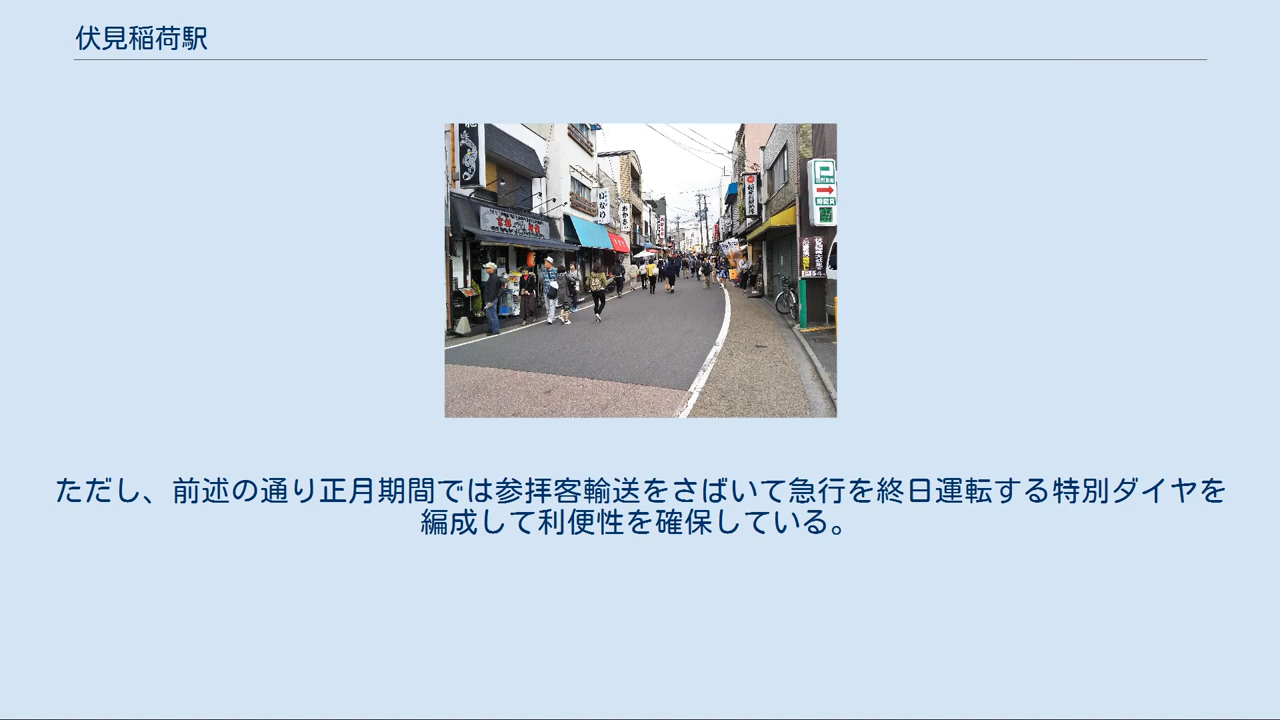 伏見稲荷駅
ただし、前述の通り正月期間では参拝客輸送をさばいて急行を終日運転する特別ダイヤを
編成して利便性を確保している。